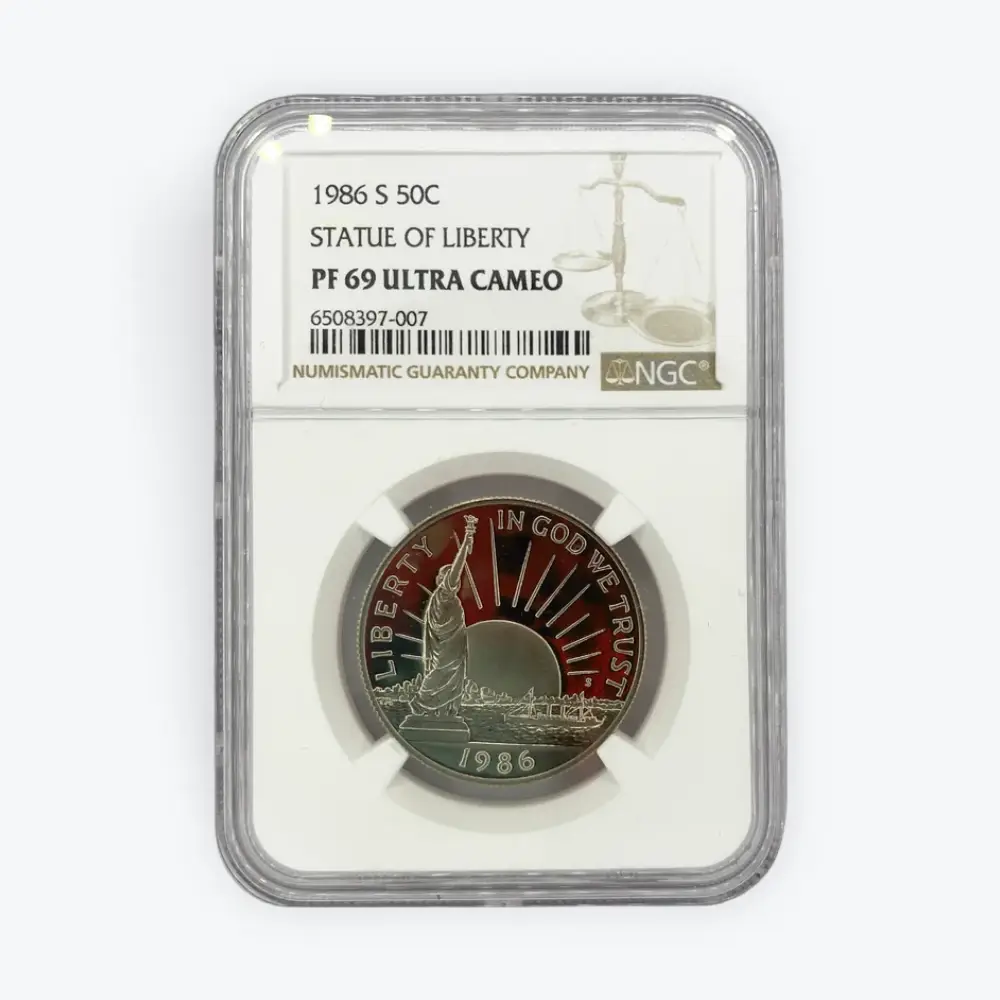 1986 S 50C
STATUE OF LIBERTY
PF 69 ULTRA CAMEO
6508397-007
NUMISMATIC GUARANTY COMPANY
NGC®
LIBERTY
IN GOD WE TRUST
S
1986